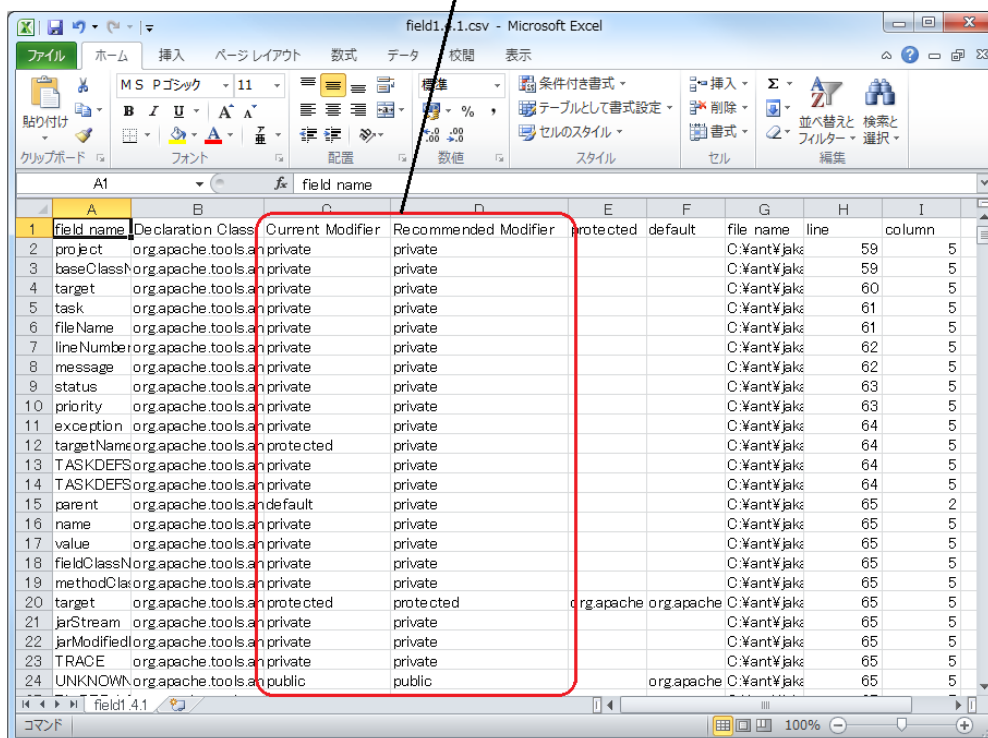 field1.4.1.csv - Microsoft Excel
ファイル ホーム 挿入 ページ レイアウト 数式 データ 校閲 表示
貼り付け
MS Pゴシック 11
B I U A A
A
標準
% ,
条件付き書式
テーブルとして書式設定
セルのスタイル
挿入
削除
書式
Σ
並べ替えと フィルター
検索と 選択
クリップボード フォント 配置 数値 スタイル セル 編集
A1 fx field name
A B C D E F G H I
1 field name Declaration Class Current Modifier Recommended Modifier protected default file name line column
2 project org.apache.tools.an private private C:¥ant¥jaka 59 5
3 baseClassN org.apache.tools.an private private C:¥ant¥jaka 59 5
4 target org.apache.tools.an private private C:¥ant¥jaka 60 5
5 task org.apache.tools.an private private C:¥ant¥jaka 61 5
6 fileName org.apache.tools.an private private C:¥ant¥jaka 61 5
7 lineNumber org.apache.tools.an private private C:¥ant¥jaka 62 5
8 message org.apache.tools.an private private C:¥ant¥jaka 62 5
9 status org.apache.tools.an private private C:¥ant¥jaka 63 5
10 priority org.apache.tools.an private private C:¥ant¥jaka 63 5
11 exception org.apache.tools.an private private C:¥ant¥jaka 64 5
12 targetName org.apache.tools.an protected private C:¥ant¥jaka 64 5
13 TASKDEFS org.apache.tools.an private private C:¥ant¥jaka 64 5
14 TASKDEFS org.apache.tools.an private private C:¥ant¥jaka 64 5
15 parent org.apache.tools.an default private C:¥ant¥jaka 65 2
16 name org.apache.tools.an private private C:¥ant¥jaka 65 5
17 value org.apache.tools.an private private C:¥ant¥jaka 65 5
18 fieldClassN org.apache.tools.an private private C:¥ant¥jaka 65 5
19 methodClas org.apache.tools.an private private C:¥ant¥jaka 65 5
20 target org.apache.tools.an protected protected org.apache org.apache C:¥ant¥jaka 65 5
21 jarStream org.apache.tools.an private private C:¥ant¥jaka 65 5
22 jarModifiedI org.apache.tools.an private private C:¥ant¥jaka 65 5
23 TRACE org.apache.tools.an private private C:¥ant¥jaka 65 5
24 UNKNOWN org.apache.tools.an public public org.apache C:¥ant¥jaka 65 5
field1.4.1
コマンド 100%